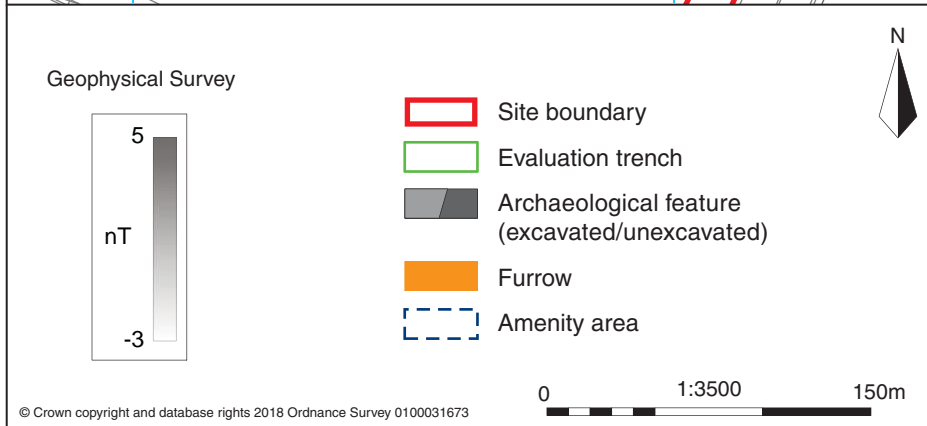 N
Geophysical Survey
5
nT
-3
Site boundary
Evaluation trench
Archaeological feature
(excavated/unexcavated)
Furrow
Amenity area
0 1:3500 150m
© Crown copyright and database rights 2018 Ordnance Survey 0100031673